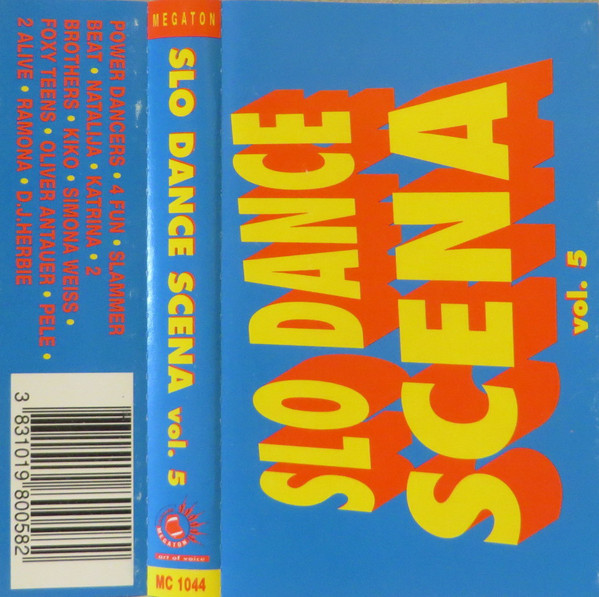 POWER DANCERS • 4 FUN • SLAMMER
BEAT • NATALIJA • KATRINA • 2
BROTHERS • KIKO • SIMONA WEISS •
FOXY TEENS • OLIVER ANTAUER • PELE •
2 ALIVE • RAMONA • D.J.HERBIE
3 831019 800582
MEGATON
SLO DANCE SCENA vol. 5
MEGATON
art of voice
MC 1044
SLO DANCE
SCENA
vol. 5